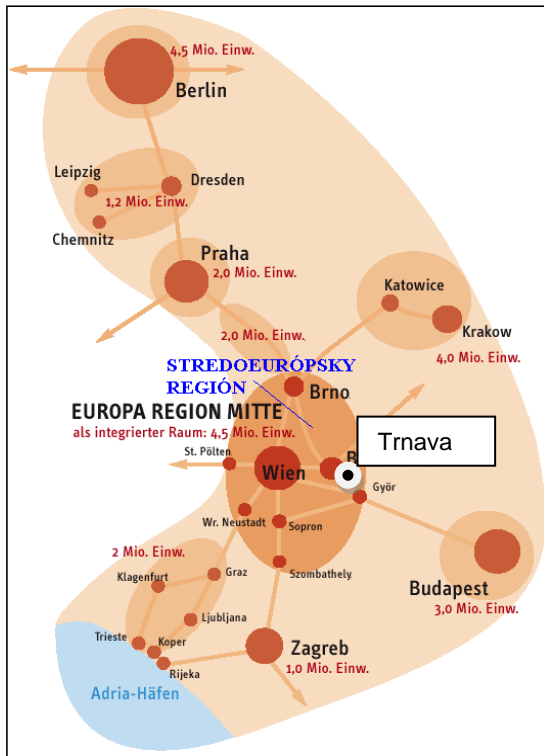 4,5 Mio. Einw.
Berlin
Leipzig
Dresden
1,2 Mio. Einw.
Chemnitz
Praha
2,0 Mio. Einw.
Katowice
Krakow
4,0 Mio. Einw.
2,0 Mio. Einw.
STREDOEURÓPSKY
REGIÓN
Brno
EUROPA REGION MITTE
als integrierter Raum: 4,5 Mio. Einw.
Trnava
St. Pölten
Wien
B
Györ
Wr. Neustadt
Sopron
2 Mio. Einw.
Szombathely
Klagenfurt
Graz
Budapest
3,0 Mio. Einw.
Ljubljana
Trieste
Koper
Zagreb
1,0 Mio. Einw.
Rijeka
Adria-Häfen